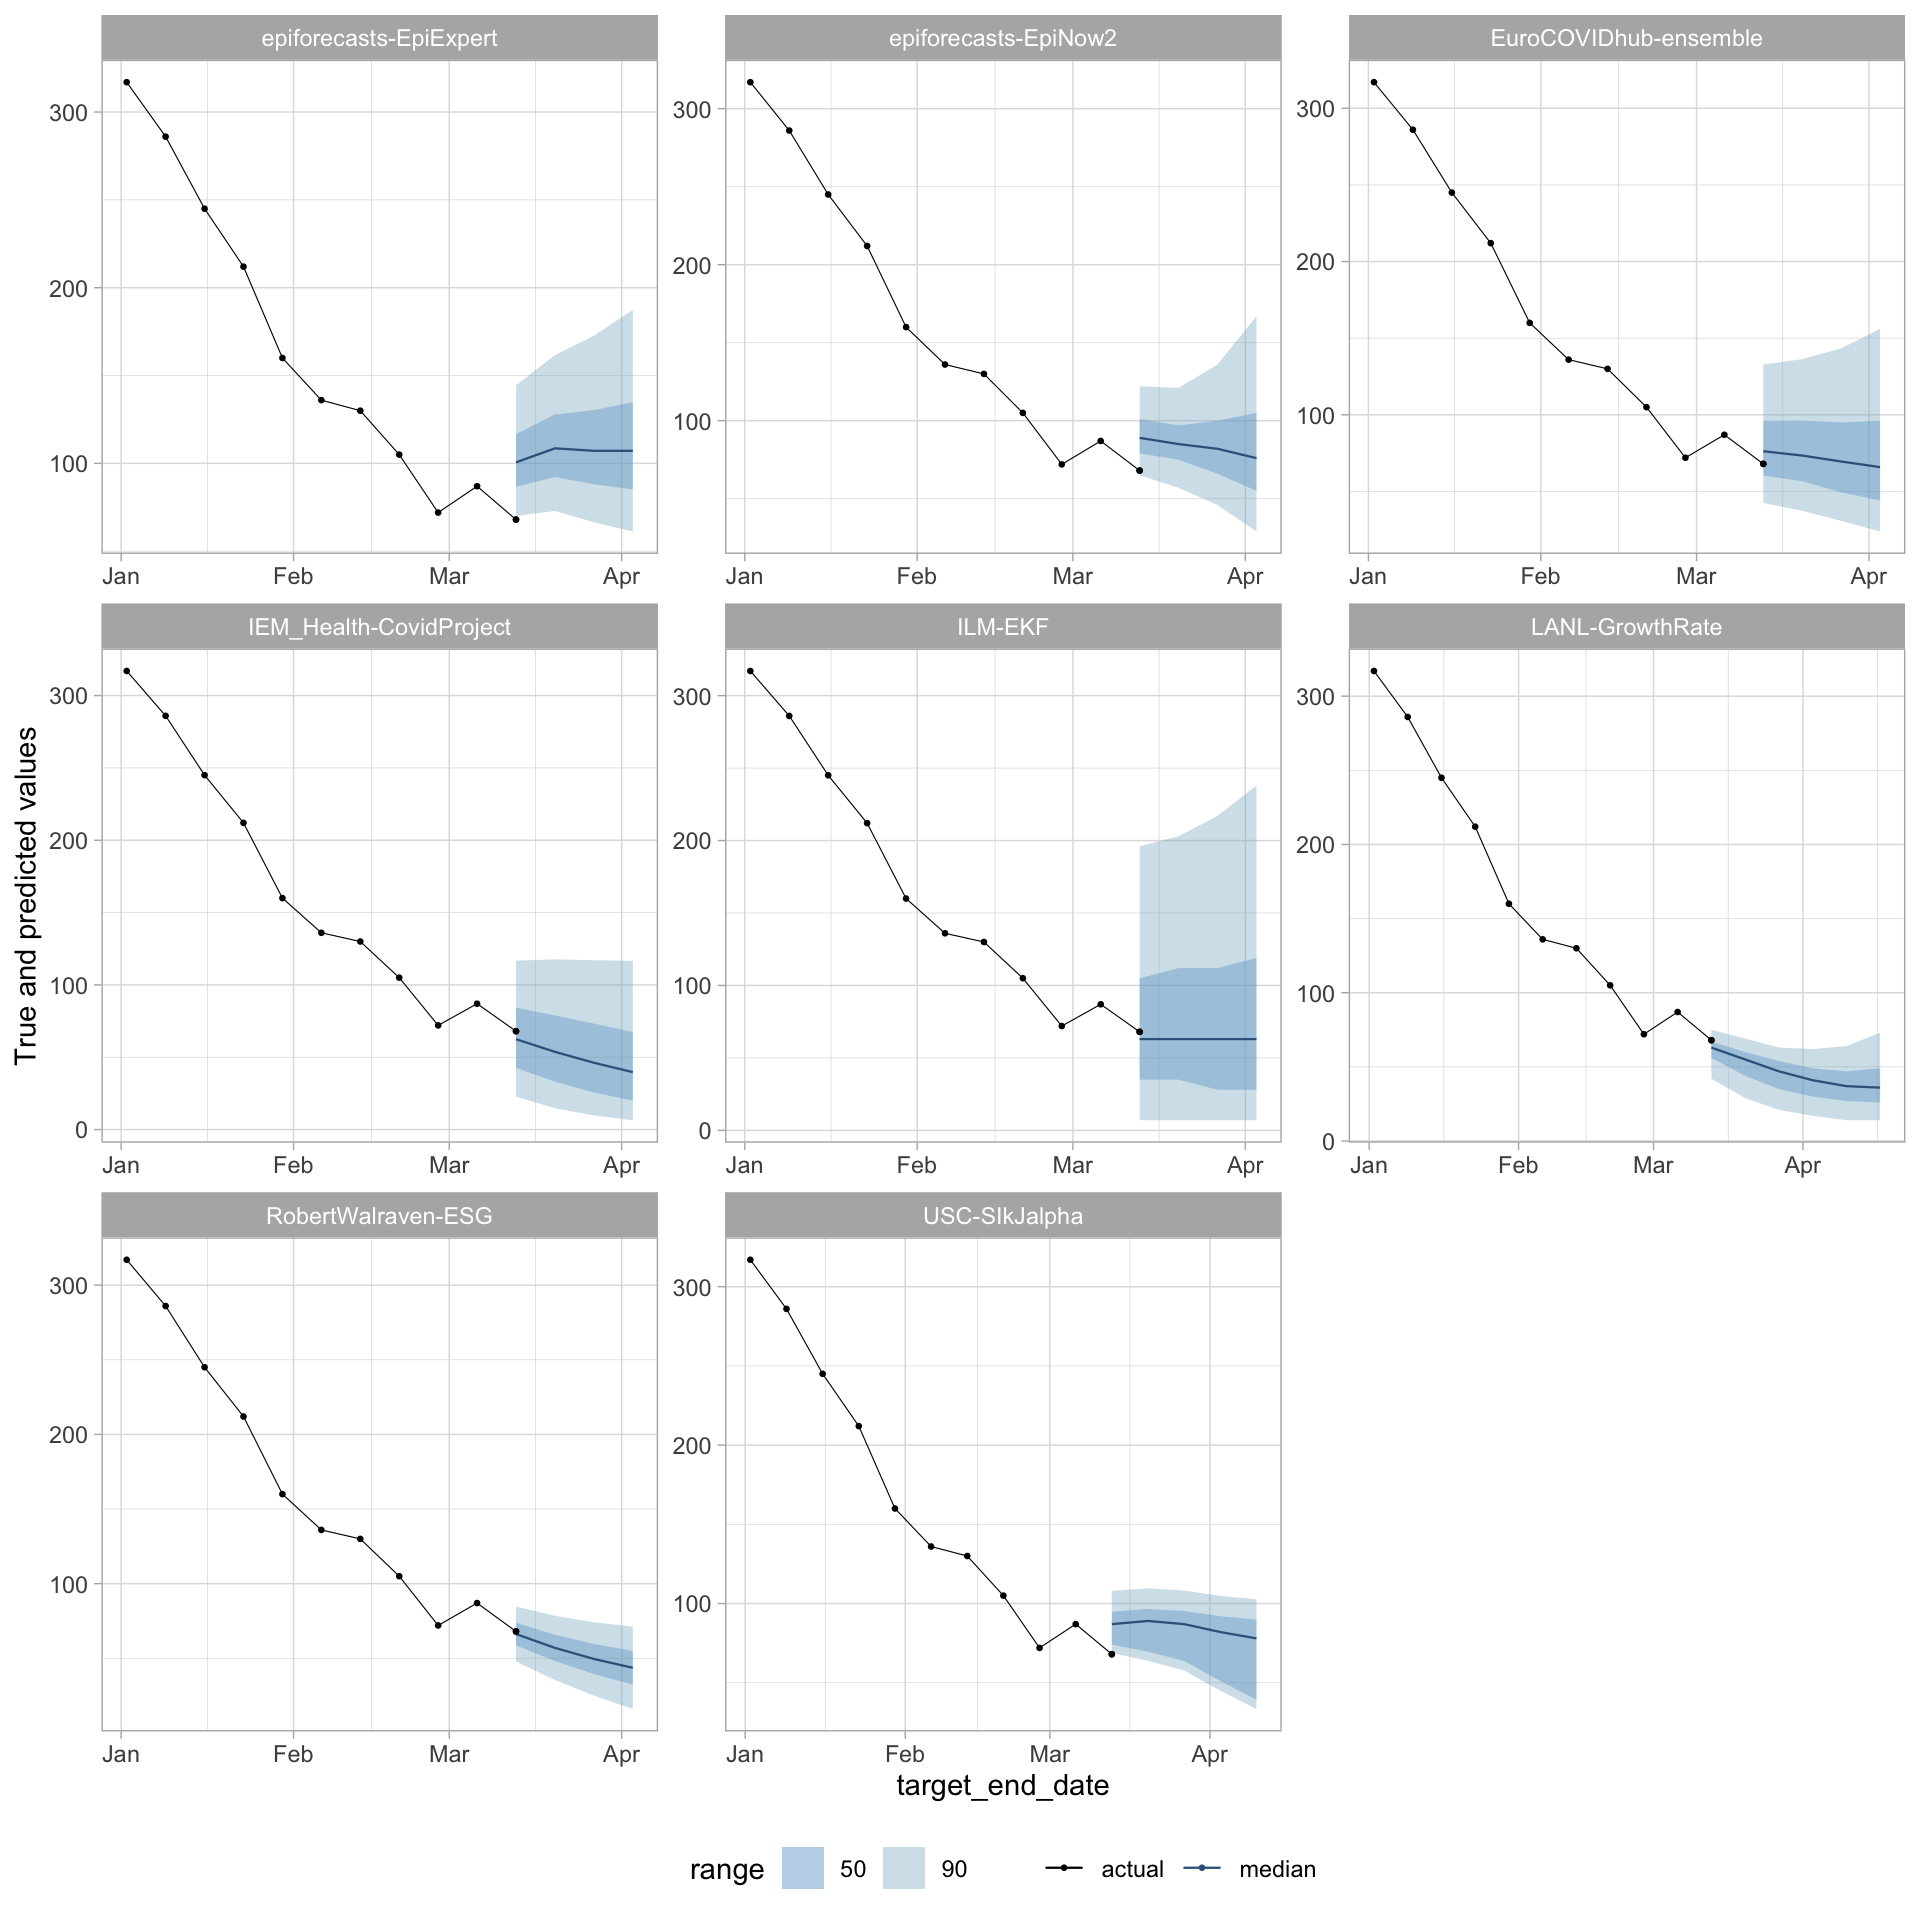 epiforecasts-EpiExpert epiforecasts-EpiNow2 EuroCOVIDhub-ensemble
300 300 300
200 200 200
100 100 100
Jan Feb Mar Apr Jan Feb Mar Apr Jan Feb Mar Apr
IEM_Health-CovidProject ILM-EKF LANL-GrowthRate
True and predicted values
300 300 300
200 200 200
100 100 100
0 0 0
Jan Feb Mar Apr Jan Feb Mar Apr Jan Feb Mar Apr
RobertWalraven-ESG USC-SIkJalpha
300 300
200 200
100 100
Jan Feb Mar Apr Jan Feb Mar Apr
target_end_date
range 50 90 actual median